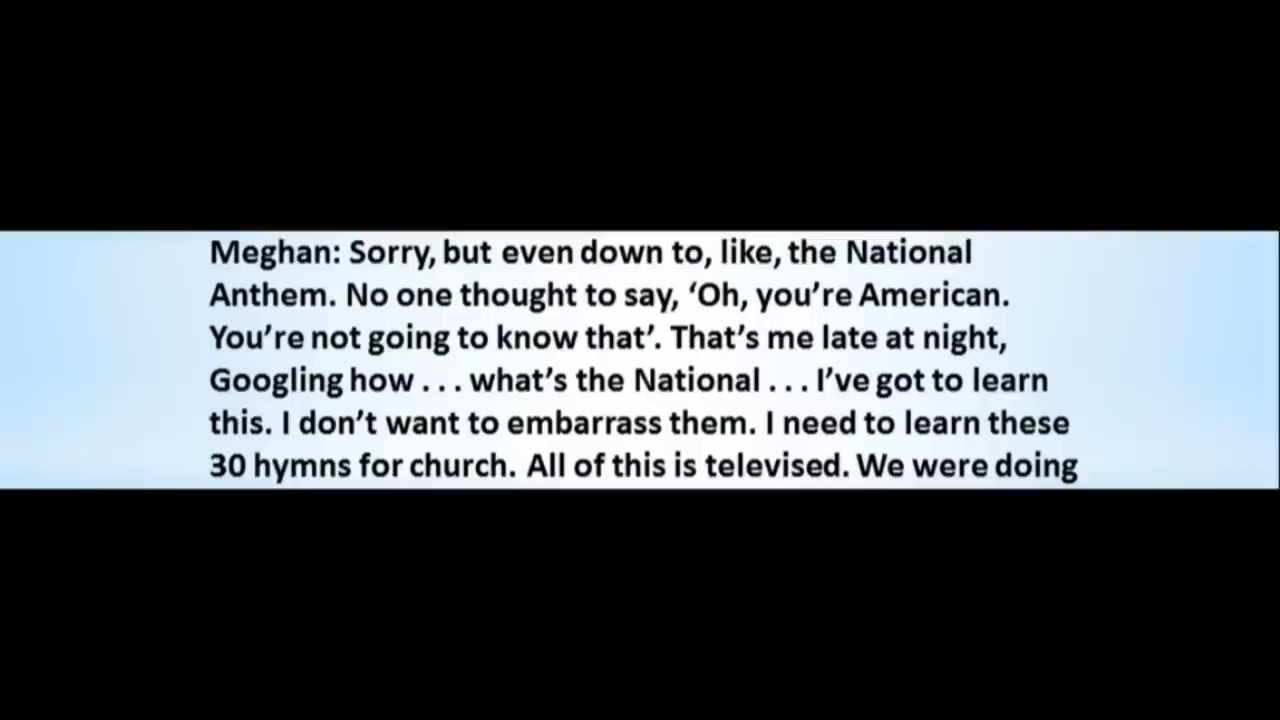 Meghan: Sorry, but even down to, like, the National
Anthem. No one thought to say, ‘Oh, you’re American.
You’re not going to know that’. That’s me late at night,
Googling how . . . what’s the National . . . I’ve got to learn
this. I don’t want to embarrass them. I need to learn these
30 hymns for church. All of this is televised. We were doing